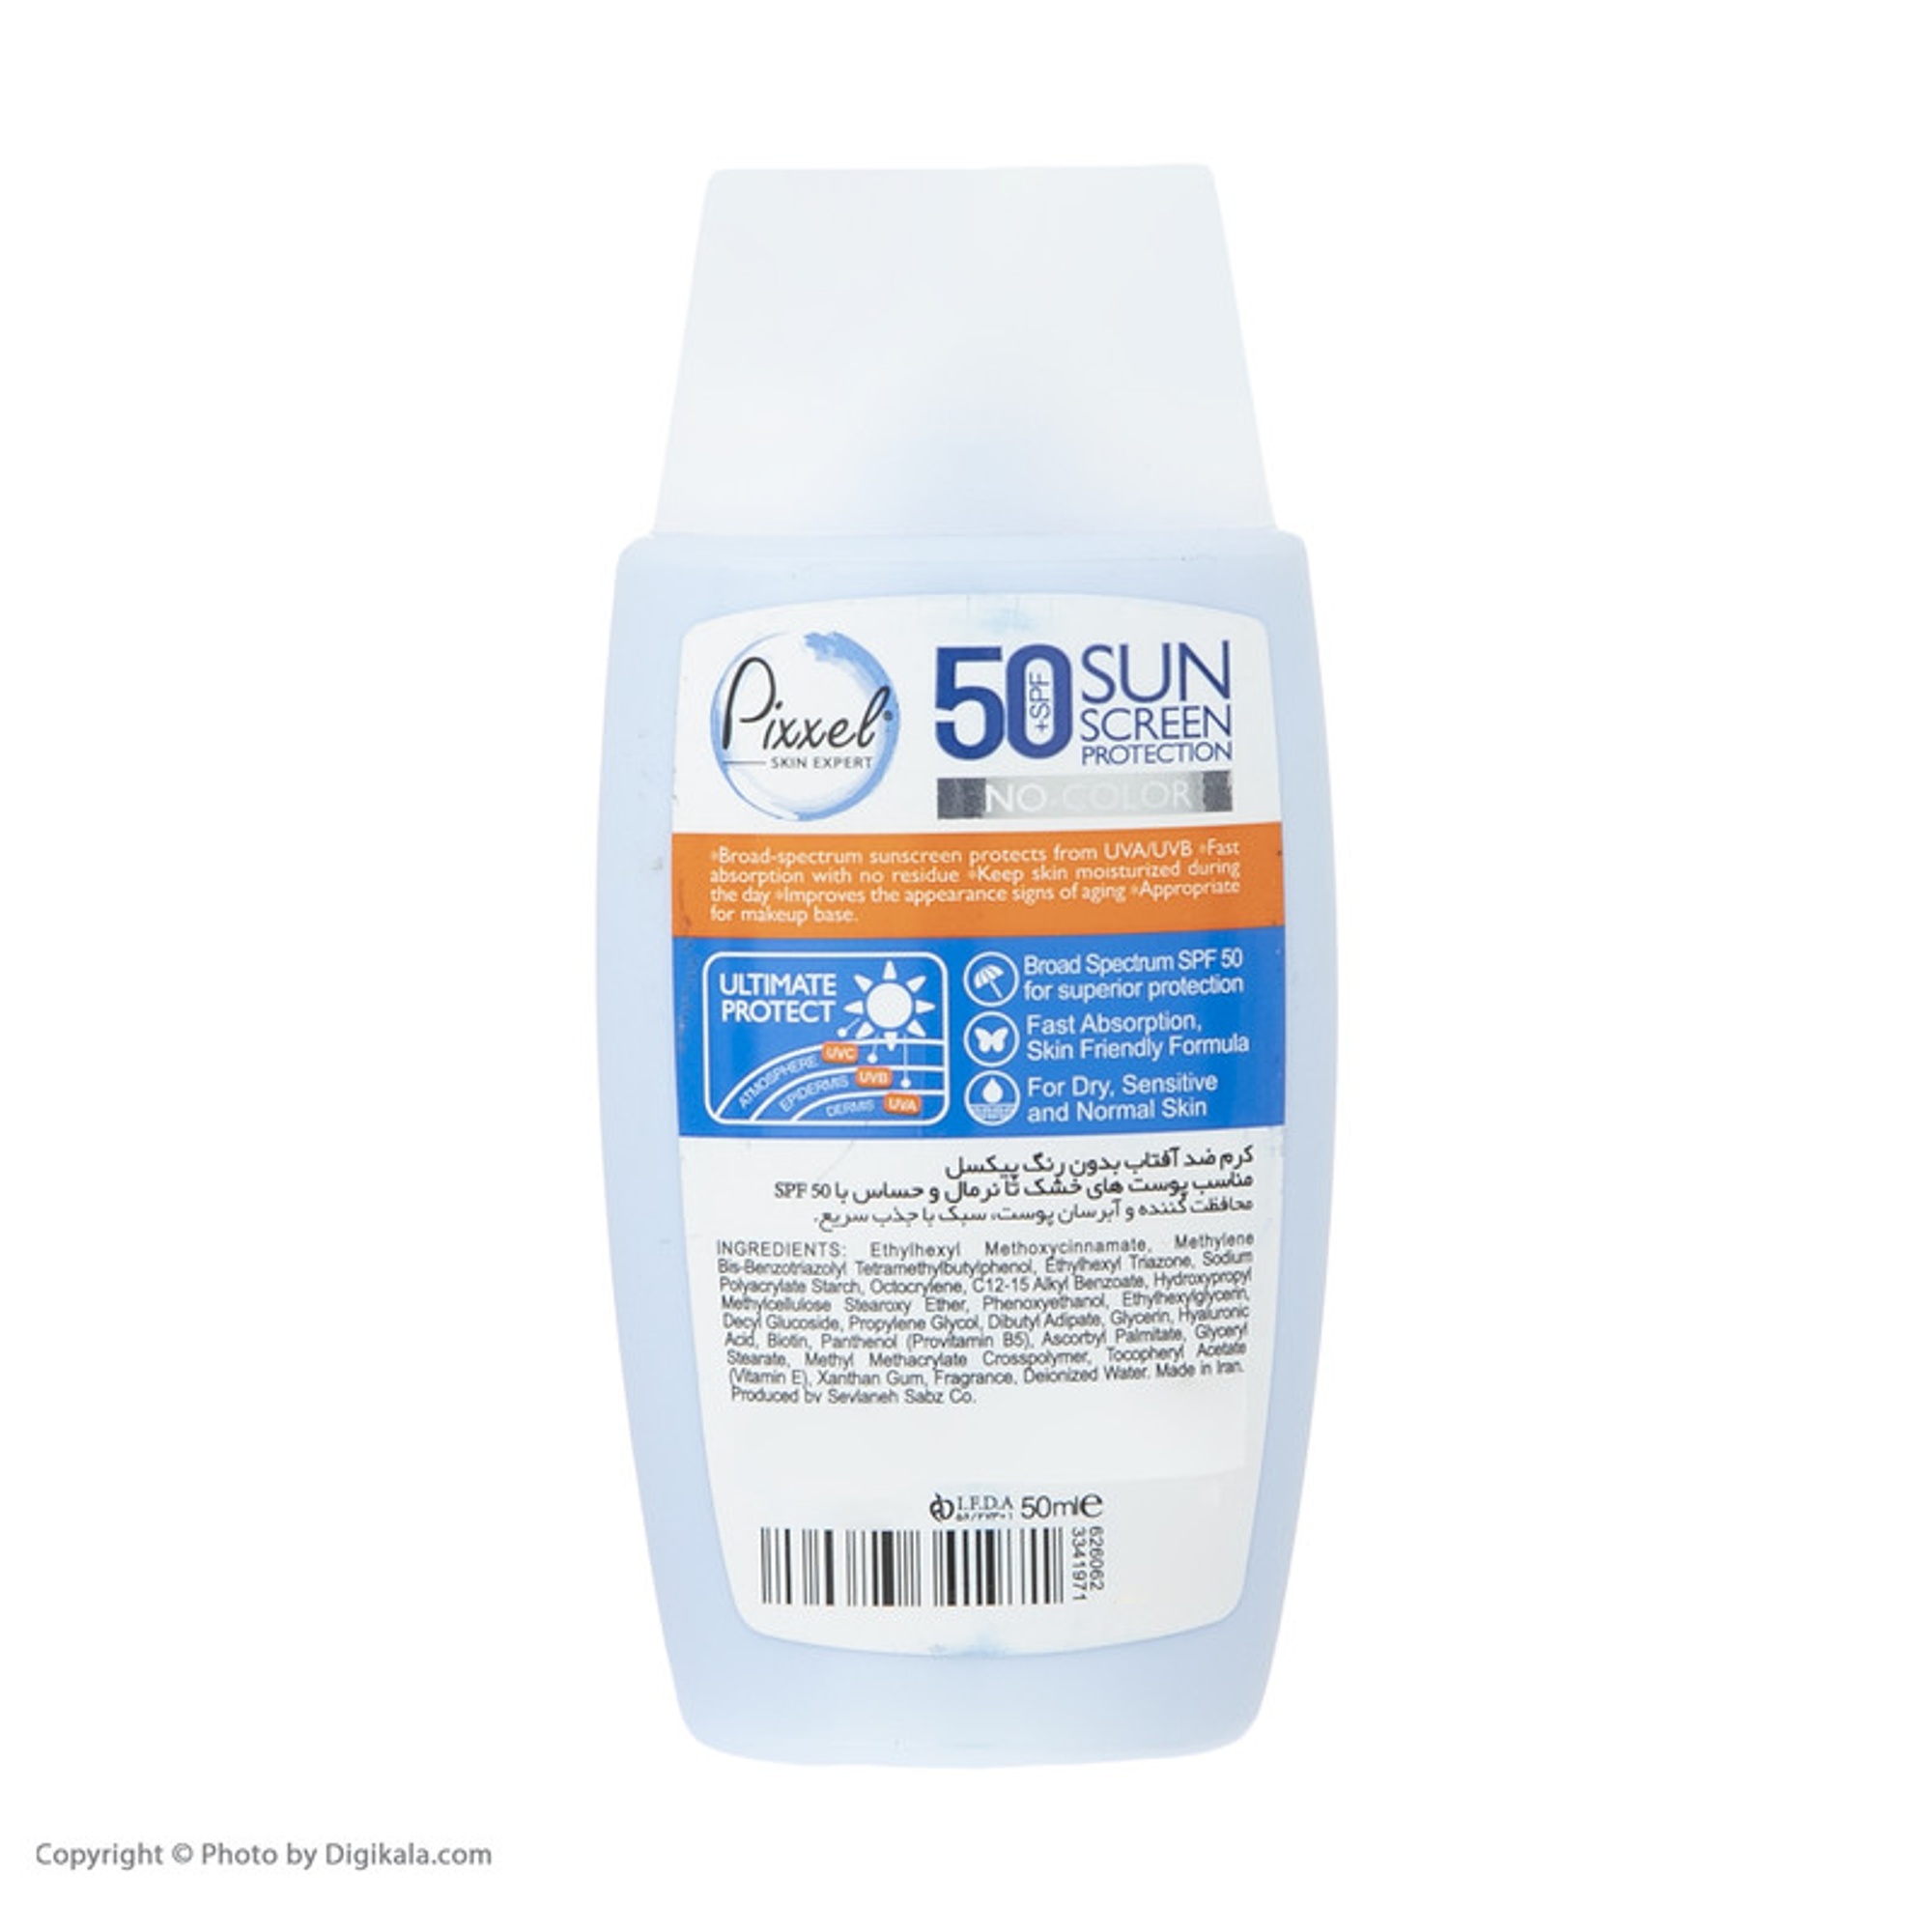 Pixxel®
SKIN EXPERT
50
+SPF
SUN
SCREEN
PROTECTION
NO-COLOR
*Broad-spectrum sunscreen protects from UVA/UVB *Fast
absorption with no residue *Keep skin moisturized during
the day *Improves the appearance signs of aging *Appropriate
for makeup base.
ULTIMATE
PROTECT
ATMOSPHERE UVC
EPIDERMIS UVB
DERMIS UVA
Broad Spectrum SPF 50
for superior protection
Fast Absorption,
Skin Friendly Formula
For Dry, Sensitive
and Normal Skin
کرم ضد آفتاب بدون رنگ پیکسل
مناسب پوست های خشک تا نرمال و حساس با SPF 50
محافظت کننده و آبرسان پوست، سبک با جذب سریع.
INGREDIENTS: Ethylhexyl Methoxycinnamate, Methylene
Bis-Benzotriazolyl Tetramethylbutylphenol, Ethylhexyl Triazone, Sodium
Polyacrylate Starch, Octocrylene, C12-15 Alkyl Benzoate, Hydroxypropyl
Methylcellulose Stearoxy Ether, Phenoxyethanol, Ethylhexylglycerin,
Decyl Glucoside, Propylene Glycol, Dibutyl Adipate, Glycerin, Hyaluronic
Acid, Biotin, Panthenol (Provitamin B5), Ascorbyl Palmitate, Glyceryl
Stearate, Methyl Methacrylate Crosspolymer, Tocopheryl Acetate
(Vitamin E), Xanthan Gum, Fragrance, Deionized Water. Made in Iran.
Produced by Sevlaneh Sabz Co.
I.F.D.A 50ml℮
626062
3341971
Copyright © Photo by Digikala.com